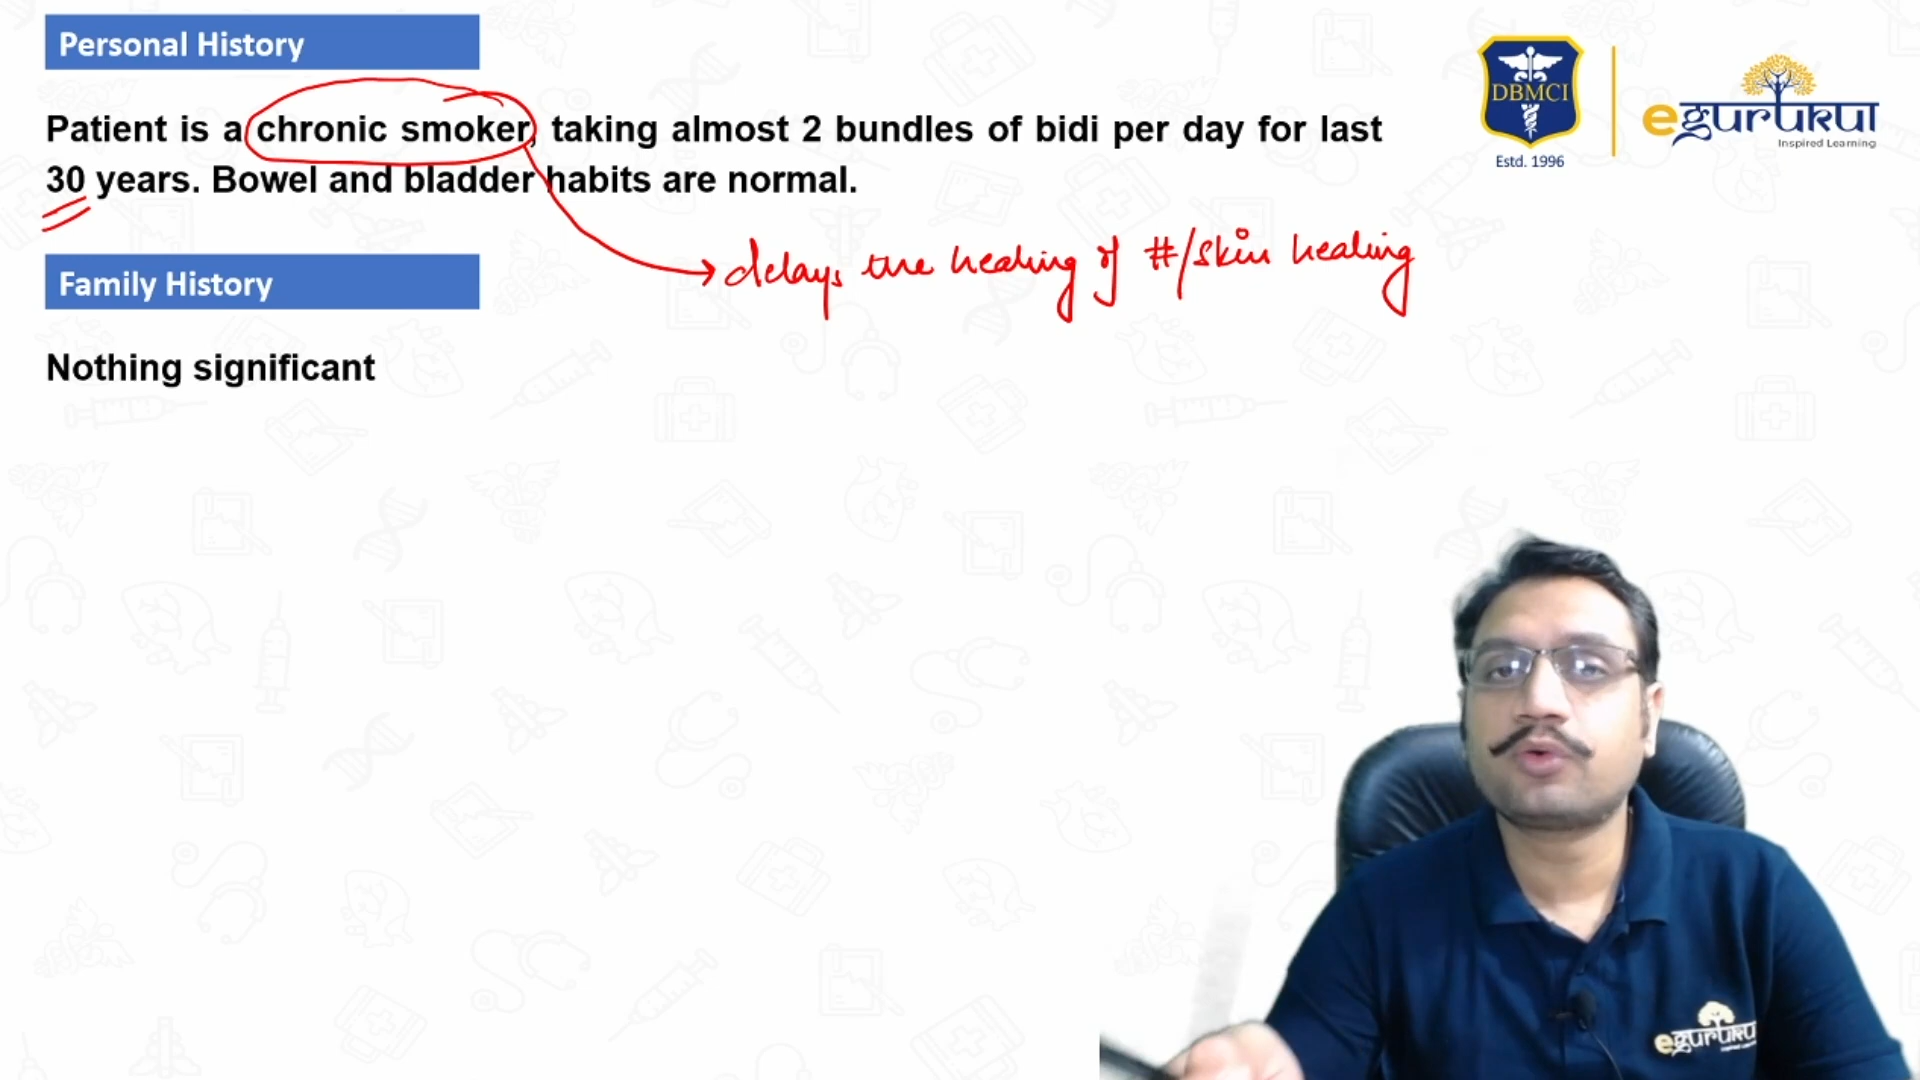 Personal History
Patient is a chronic smoker, taking almost 2 bundles of bidi per day for last
30 years. Bowel and bladder habits are normal.
delays the healing of #/skin healing
Family History
Nothing significant
DBMCI
Estd. 1996
egurukul
Inspired Learning
egurukul